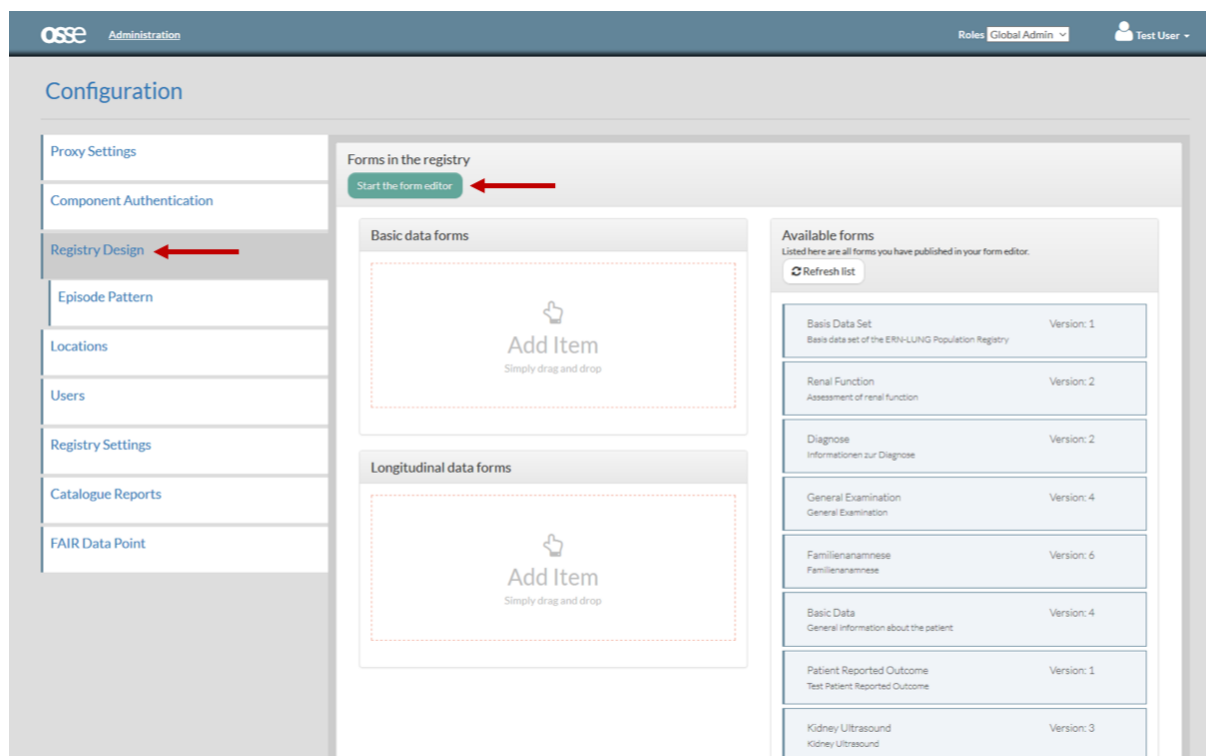 osse Administration Roles Global Admin Test User
Configuration
Proxy Settings
Component Authentication
Registry Design
Episode Pattern
Locations
Users
Registry Settings
Catalogue Reports
FAIR Data Point
Forms in the registry
Start the form editor
Basic data forms
Add Item
Simply drag and drop
Longitudinal data forms
Add Item
Simply drag and drop
Available forms
Listed here are all forms you have published in your form editor.
Refresh list
Basis Data Set Version: 1
Basis data set of the ERN-LUNG Population Registry
Renal Function Version: 2
Assessment of renal function
Diagnose Version: 2
Informationen zur Diagnose
General Examination Version: 4
General Examination
Familienanamnese Version: 6
Familienanamnese
Basic Data Version: 4
General information about the patient
Patient Reported Outcome Version: 1
Test Patient Reported Outcome
Kidney Ultrasound Version: 3
Kidney Ultrasound